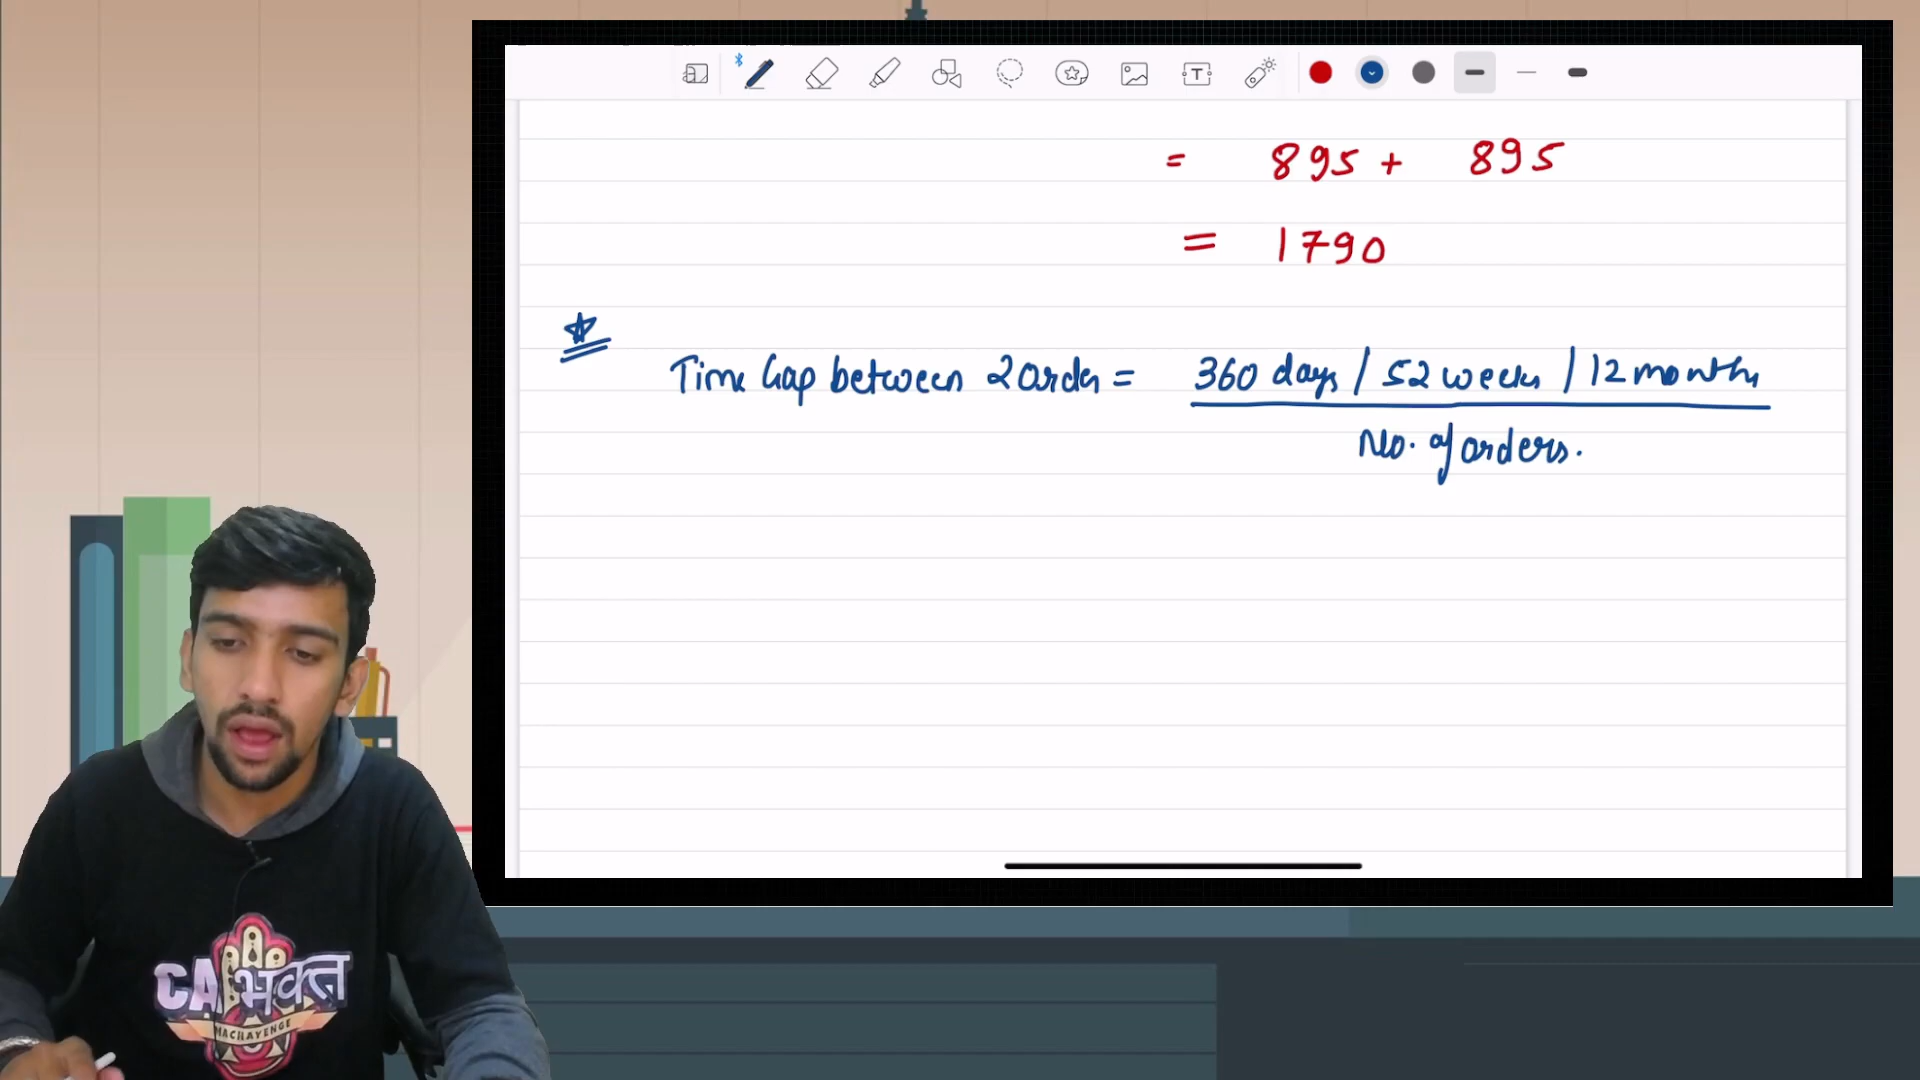 = 895 + 895
= 1790
Time Gap between 2 order = 360 days / 52 weeks / 12 months
No. of orders.
CA भक्त
MACHAYENGE